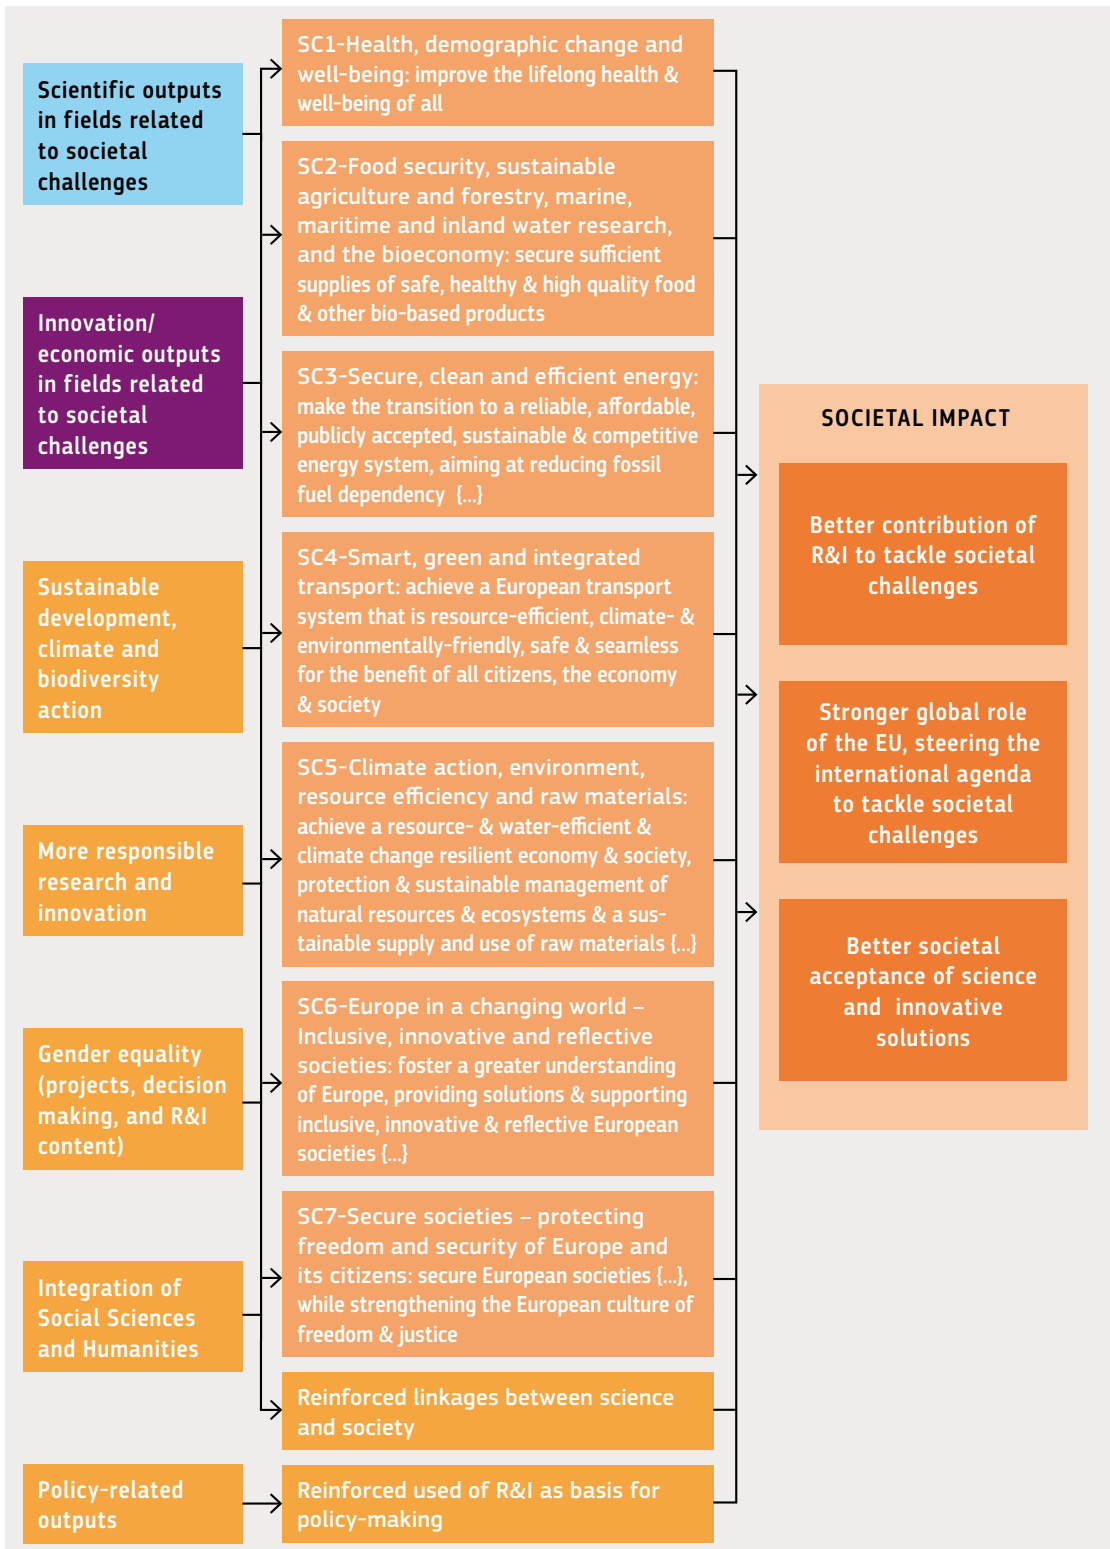 Scientific outputs
in fields related
to societal
challenges
Innovation/
economic outputs
in fields related
to societal
challenges
Sustainable
development,
climate and
biodiversity
action
More responsible
research and
innovation
Gender equality
(projects, decision
making, and R&I
content)
Integration of
Social Sciences
and Humanities
Policy-related
outputs
SC1-Health, demographic change and
well-being: improve the lifelong health &
well-being of all
SC2-Food security, sustainable
agriculture and forestry, marine,
maritime and inland water research,
and the bioeconomy: secure sufficient
supplies of safe, healthy & high quality food
& other bio-based products
SC3-Secure, clean and efficient energy:
make the transition to a reliable, affordable,
publicly accepted, sustainable & competitive
energy system, aiming at reducing fossil
fuel dependency {...}
SC4-Smart, green and integrated
transport: achieve a European transport
system that is resource-efficient, climate- &
environmentally-friendly, safe & seamless
for the benefit of all citizens, the economy
& society
SC5-Climate action, environment,
resource efficiency and raw materials:
achieve a resource- & water-efficient &
climate change resilient economy & society,
protection & sustainable management of
natural resources & ecosystems & a sus-
tainable supply and use of raw materials {...}
SC6-Europe in a changing world –
Inclusive, innovative and reflective
societies: foster a greater understanding
of Europe, providing solutions & supporting
inclusive, innovative & reflective European
societies {...}
SC7-Secure societies – protecting
freedom and security of Europe and
its citizens: secure European societies {...},
while strengthening the European culture of
freedom & justice
Reinforced linkages between science
and society
Reinforced used of R&I as basis for
policy-making
SOCIETAL IMPACT
Better contribution of
R&I to tackle societal
challenges
Stronger global role
of the EU, steering the
international agenda
to tackle societal
challenges
Better societal
acceptance of science
and innovative
solutions